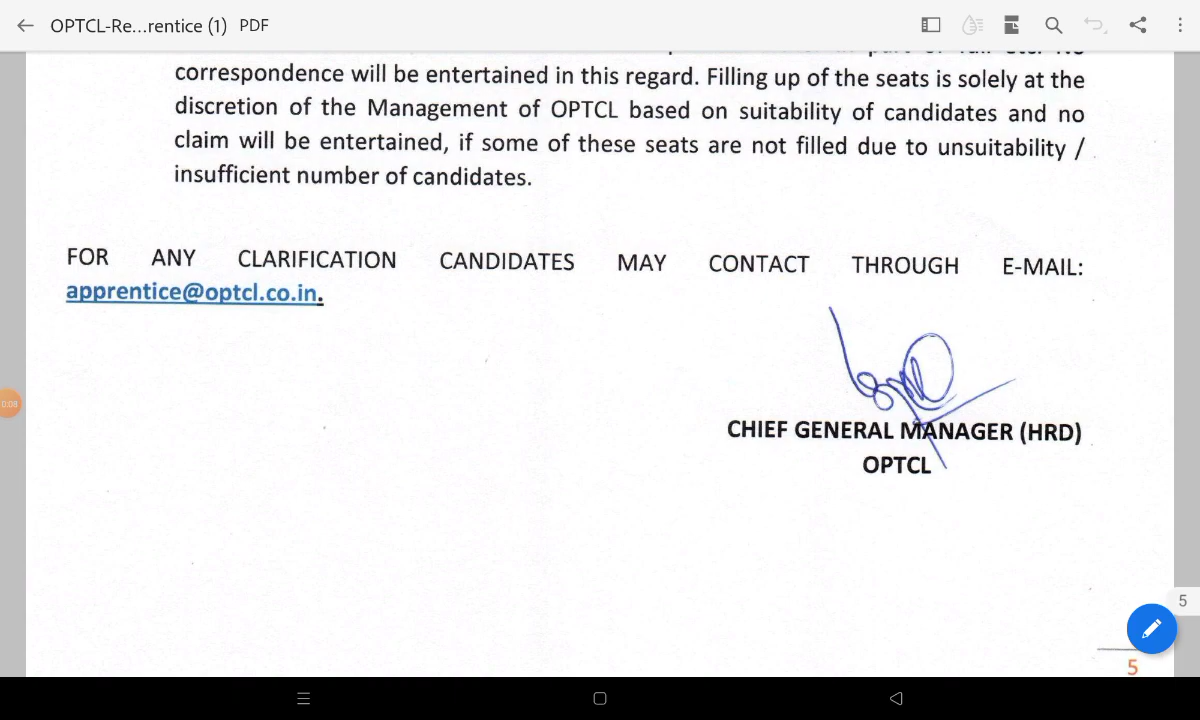 OPTCL-Re...rentice (1) PDF
correspondence will be entertained in this regard. Filling up of the seats is solely at the
discretion of the Management of OPTCL based on suitability of candidates and no
claim will be entertained, if some of these seats are not filled due to unsuitability /
insufficient number of candidates.
FOR ANY CLARIFICATION CANDIDATES MAY CONTACT THROUGH E-MAIL:
apprentice@optcl.co.in.
0:08
CHIEF GENERAL MANAGER (HRD)
OPTCL
5
5